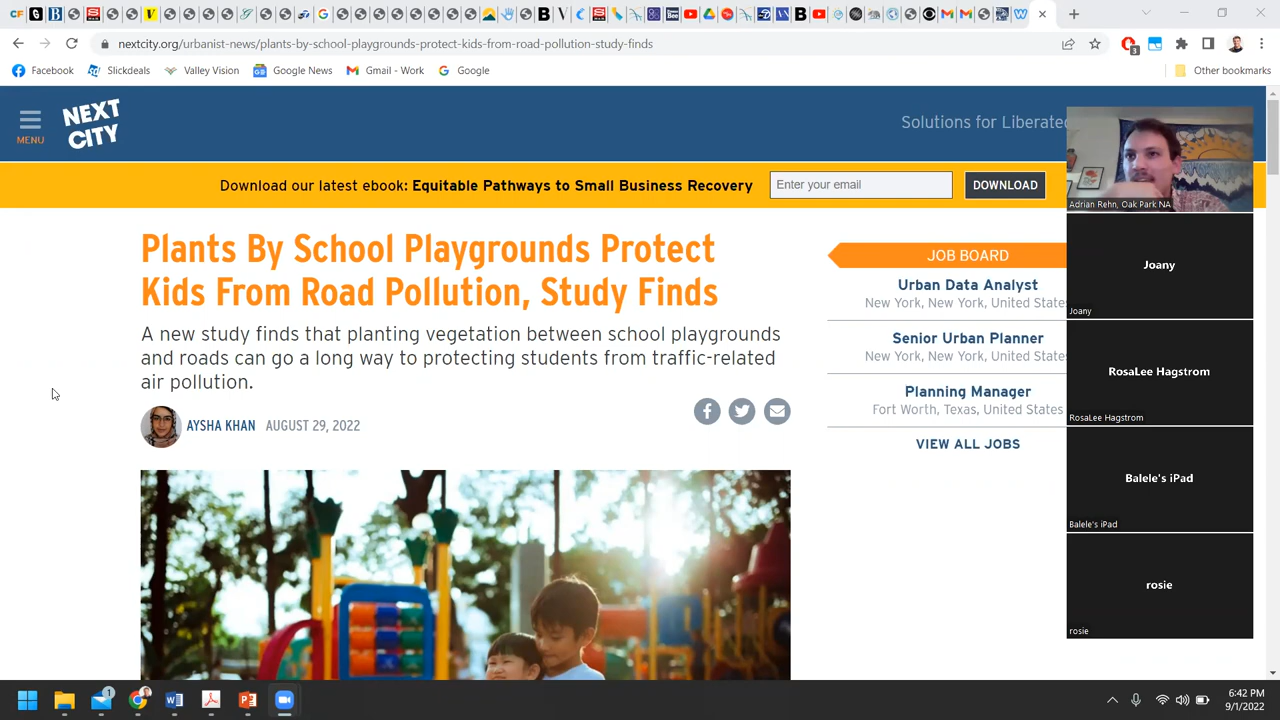 nextcity.org/urbanist-news/plants-by-school-playgrounds-protect-kids-from-road-pollution-study-finds
3
Facebook
Slickdeals
Valley Vision
Google News
Gmail - Work
Google
Other bookmarks
MENU
NEXT
CITY
Solutions for Liberate
Download our latest ebook: Equitable Pathways to Small Business Recovery
Enter your email
DOWNLOAD
Plants By School Playgrounds Protect
Kids From Road Pollution, Study Finds
A new study finds that planting vegetation between school playgrounds
and roads can go a long way to protecting students from traffic-related
air pollution.
AYSHA KHAN AUGUST 29, 2022
JOB BOARD
Urban Data Analyst
New York, New York, United State
Senior Urban Planner
New York, New York, United State
Planning Manager
Fort Worth, Texas, United States
VIEW ALL JOBS
Adrian Rehn, Oak Park NA
Joany
Joany
RosaLee Hagstrom
RosaLee Hagstrom
Balele's iPad
Balele's iPad
rosie
rosie
1
6:42 PM
9/1/2022